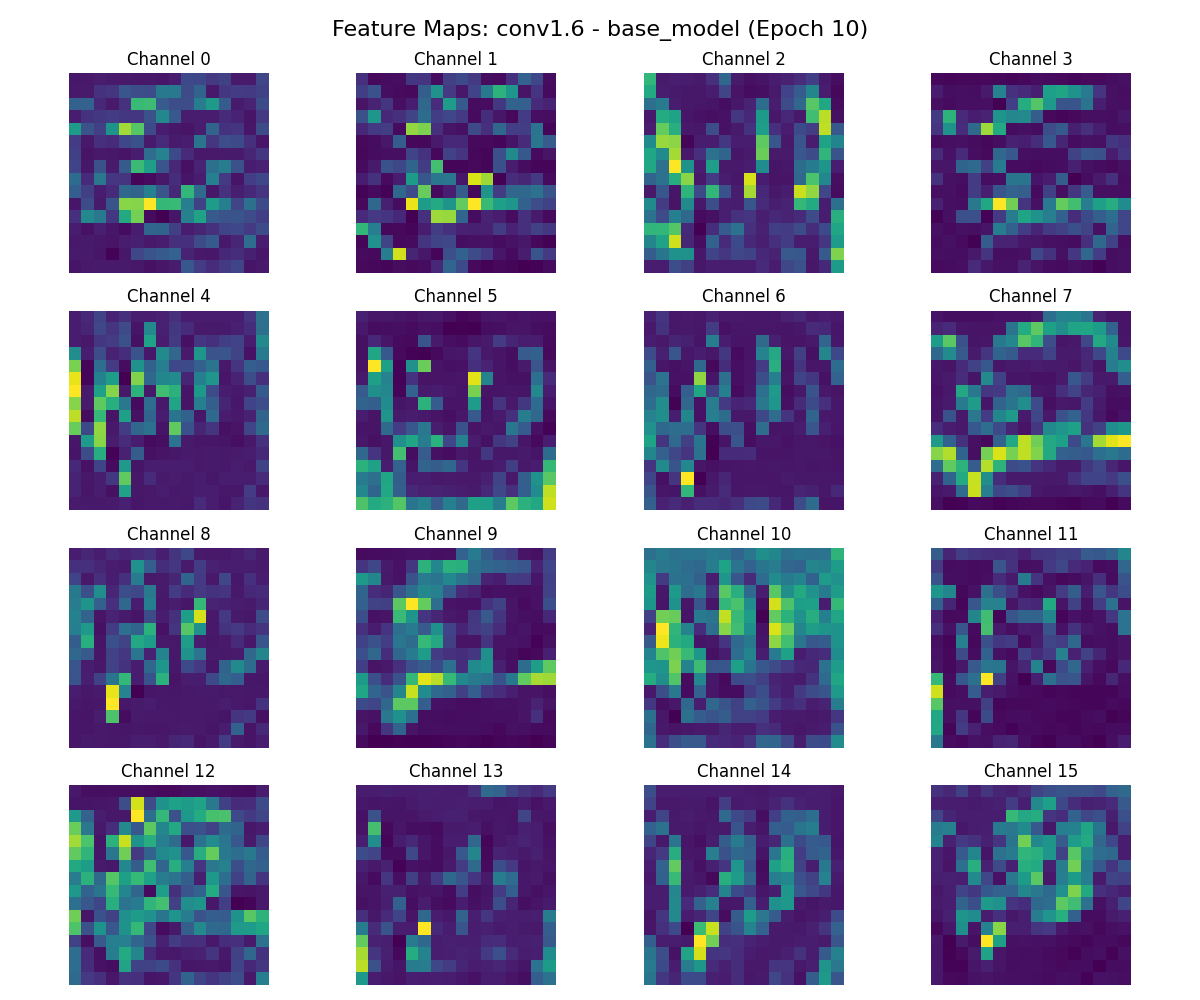 Feature Maps: conv1.6 - base_model (Epoch 10)
Channel 0
Channel 1
Channel 2
Channel 3
Channel 4
Channel 5
Channel 6
Channel 7
Channel 8
Channel 9
Channel 10
Channel 11
Channel 12
Channel 13
Channel 14
Channel 15